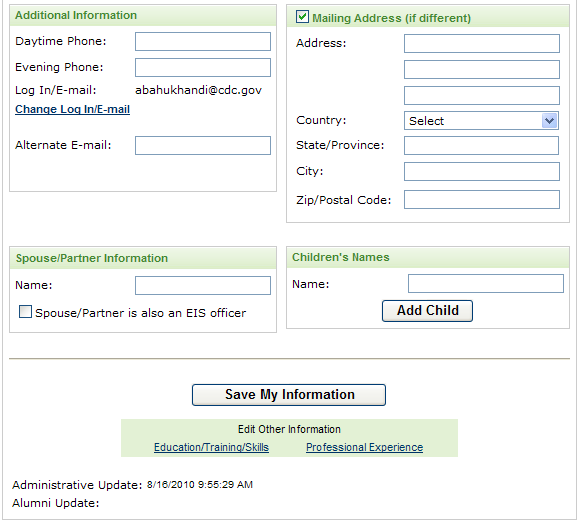 Additional Information
Daytime Phone:
Evening Phone:
Log In/E-mail: abahukhandi@cdc.gov
Change Log In/E-mail
Alternate E-mail:
Mailing Address (if different)
Address:
Country: Select
State/Province:
City:
Zip/Postal Code:
Spouse/Partner Information
Name:
Spouse/Partner is also an EIS officer
Children's Names
Name:
Add Child
Save My Information
Edit Other Information
Education/Training/Skills Professional Experience
Administrative Update: 8/16/2010 9:55:29 AM
Alumni Update: